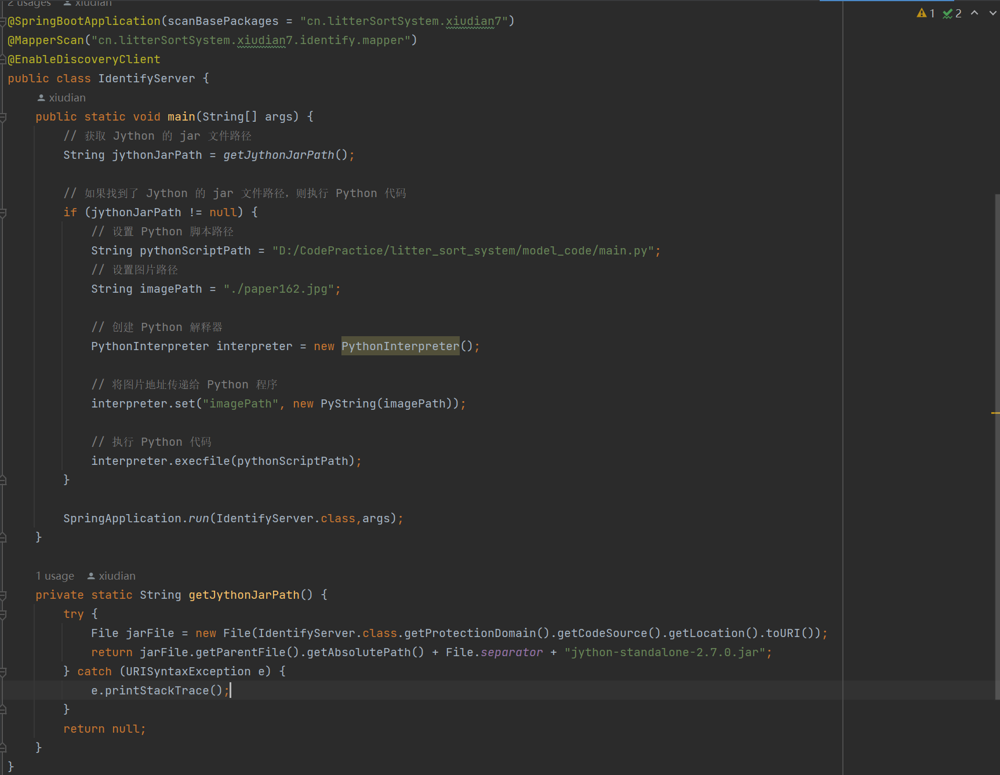 2 usages xiudian
@SpringBootApplication(scanBasePackages = "cn.litterSortSystem.xiudian7")
1 2
@MapperScan("cn.litterSortSystem.xiudian7.identify.mapper")
@EnableDiscoveryClient
public class IdentifyServer {
xiudian
public static void main(String[] args) {
// 获取 Jython 的 jar 文件路径
String jythonJarPath = getJythonJarPath();
// 如果找到了 Jython 的 jar 文件路径，则执行 Python 代码
if (jythonJarPath != null) {
// 设置 Python 脚本路径
String pythonScriptPath = "D:/CodePractice/litter_sort_system/model_code/main.py";
// 设置图片路径
String imagePath = "./paper162.jpg";
// 创建 Python 解释器
PythonInterpreter interpreter = new PythonInterpreter();
// 将图片地址传递给 Python 程序
interpreter.set("imagePath", new PyString(imagePath));
// 执行 Python 代码
interpreter.execfile(pythonScriptPath);
}
SpringApplication.run(IdentifyServer.class,args);
}
1 usage xiudian
private static String getJythonJarPath() {
try {
File jarFile = new File(IdentifyServer.class.getProtectionDomain().getCodeSource().getLocation().toURI());
return jarFile.getParentFile().getAbsolutePath() + File.separator + "jython-standalone-2.7.0.jar";
} catch (URISyntaxException e) {
e.printStackTrace();
}
return null;
}
}